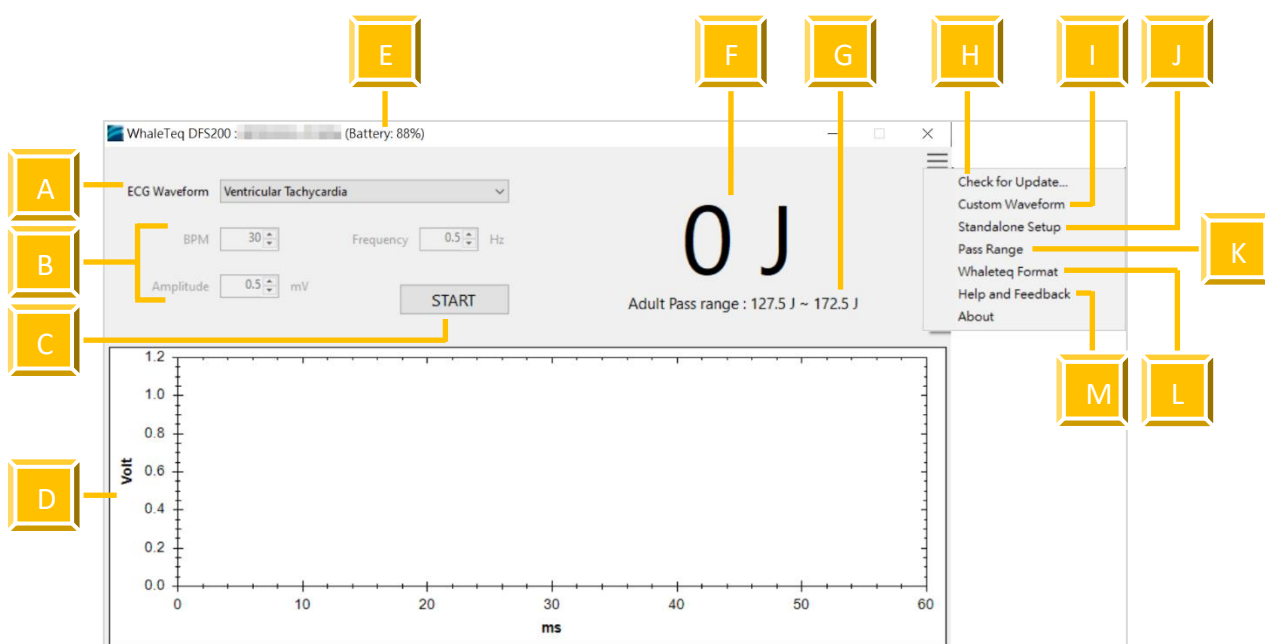 E F G H I J
WhaleTeq DFS200 : (Battery: 88%)
A
ECG Waveform Ventricular Tachycardia
B
BPM 30 Frequency 0.5 Hz
Amplitude 0.5 mV
C
START
0 J
Adult Pass range : 127.5 J ~ 172.5 J
Check for Update...
Custom Waveform
Standalone Setup
Pass Range
K
Whaleteq Format
Help and Feedback
About
M L
D
Volt
1.2
1.0
0.8
0.6
0.4
0.2
0.0
0 10 20 30 40 50 60
ms